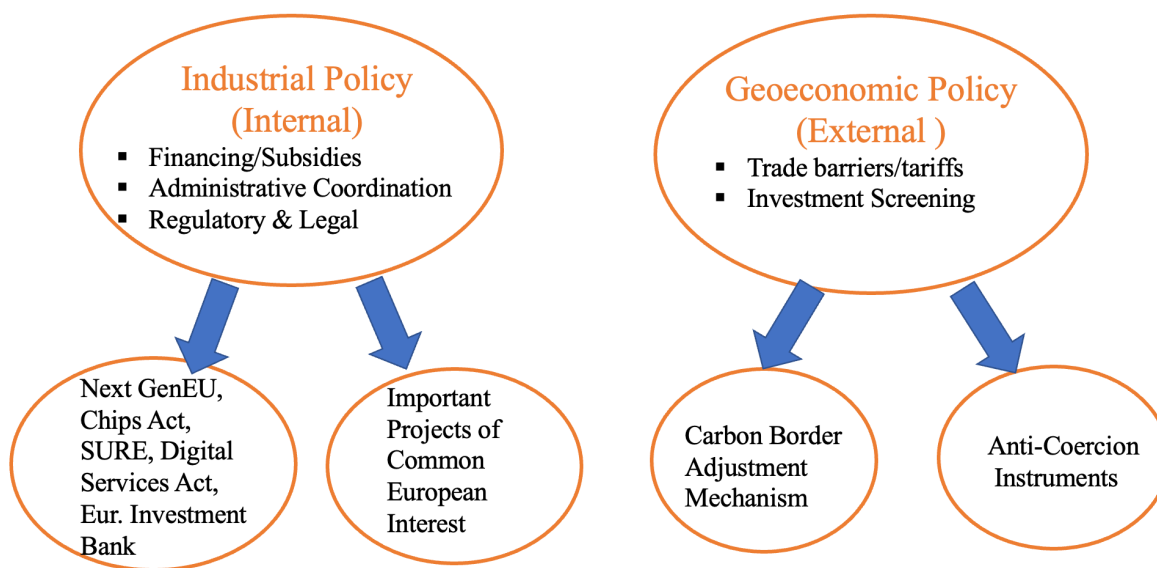 Industrial Policy
(Internal)
▪ Financing/Subsidies
▪ Administrative Coordination
▪ Regulatory & Legal
Geoeconomic Policy
(External )
▪ Trade barriers/tariffs
▪ Investment Screening
Next GenEU,
Chips Act,
SURE, Digital
Services Act,
Eur. Investment
Bank
Important
Projects of
Common
European
Interest
Carbon Border
Adjustment
Mechanism
Anti-Coercion
Instruments